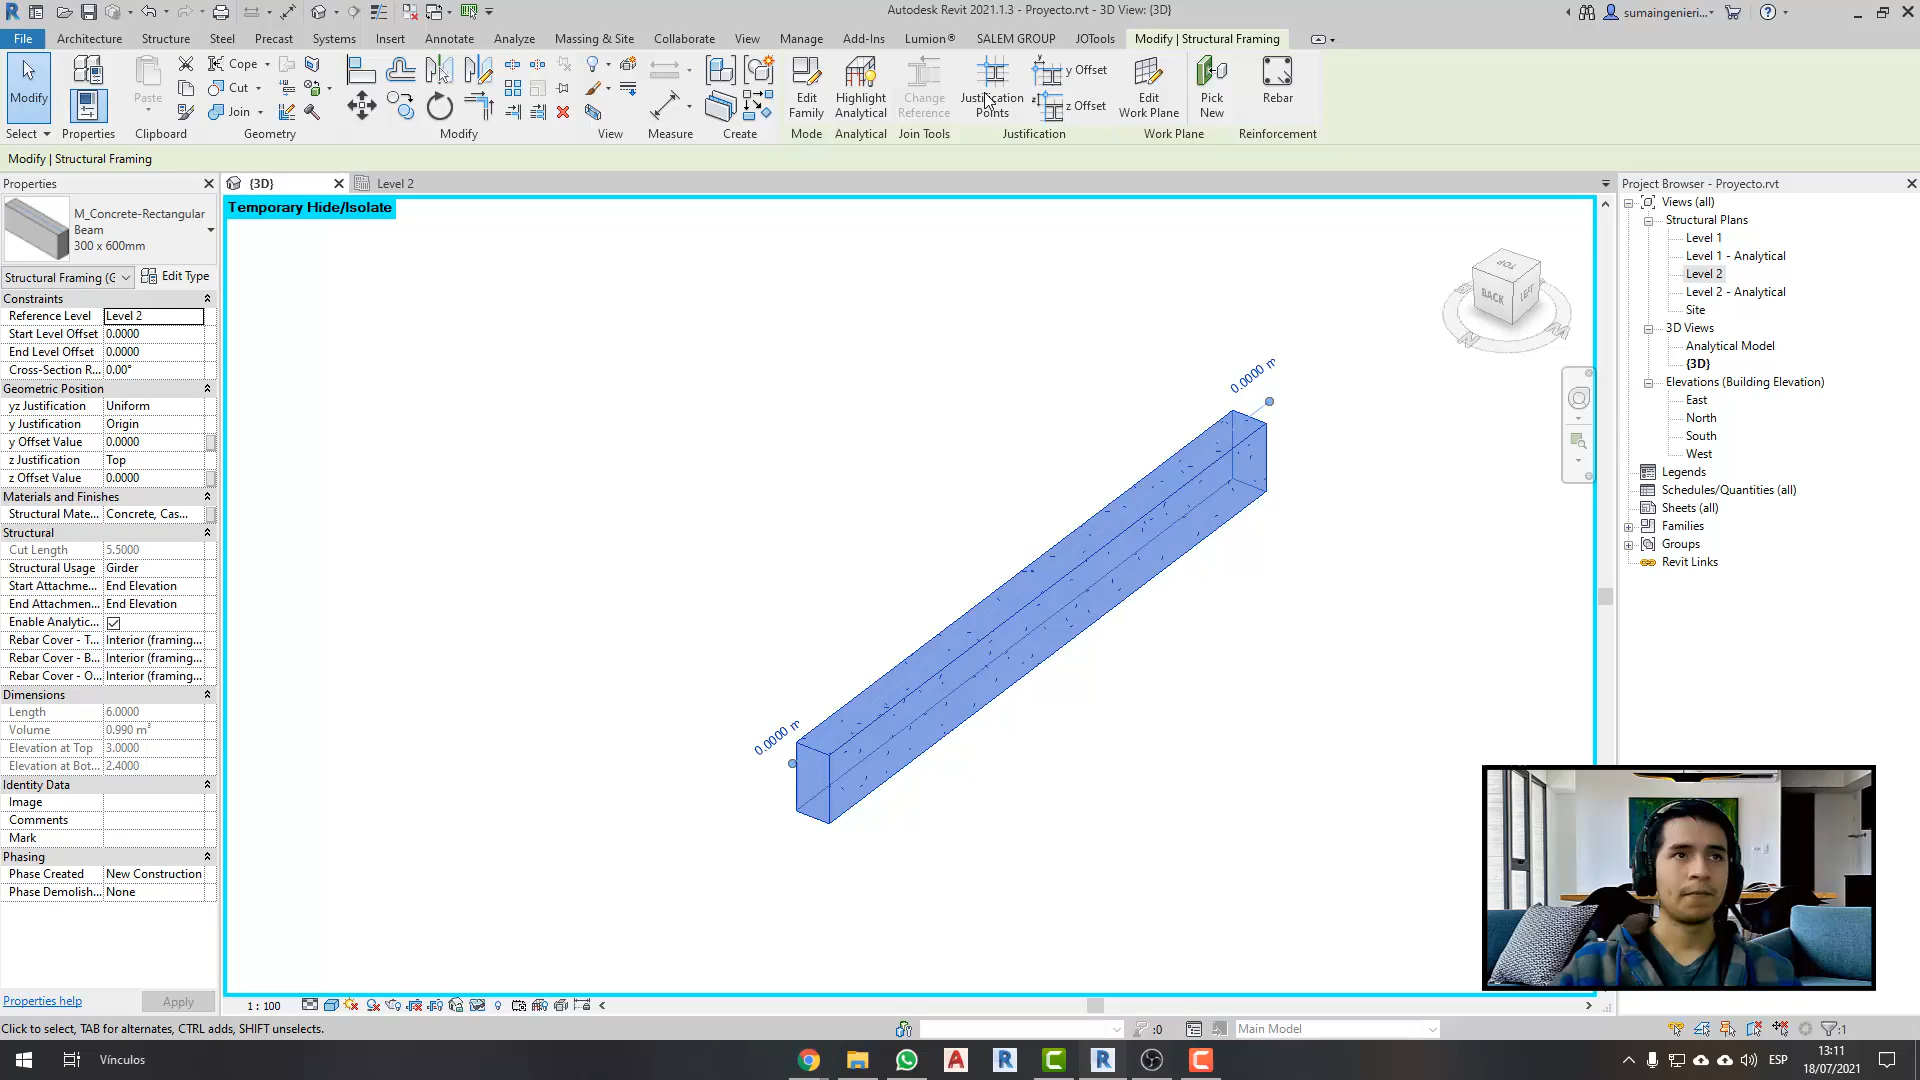 Autodesk Revit 2021.1.3 - Proyecto.rvt - 3D View: {3D}
sumaingenieri...
File Architecture Structure Steel Precast Systems Insert Annotate Analyze Massing & Site Collaborate View Manage Add-Ins Lumion® SALEM GROUP JOTools Modify | Structural Framing
Modify
Paste
Cope
Cut
Join
Edit Family
Highlight Analytical
Change Reference
Justification Points
y Offset
z Offset
Edit Work Plane
Pick New
Rebar
Select Properties Clipboard Geometry Modify View Measure Create Mode Analytical Join Tools Justification Work Plane Reinforcement
Modify | Structural Framing
Properties
M_Concrete-Rectangular
Beam
300 x 600mm
Structural Framing (G
Edit Type
Constraints
Reference Level Level 2
Start Level Offset 0.0000
End Level Offset 0.0000
Cross-Section R... 0.00°
Geometric Position
yz Justification Uniform
y Justification Origin
y Offset Value 0.0000
z Justification Top
z Offset Value 0.0000
Materials and Finishes
Structural Mate... Concrete, Cas...
Structural
Cut Length 5.5000
Structural Usage Girder
Start Attachme... End Elevation
End Attachmen... End Elevation
Enable Analytic...
Rebar Cover - T... Interior (framing...
Rebar Cover - B... Interior (framing...
Rebar Cover - O... Interior (framing...
Dimensions
Length 6.0000
Volume 0.990 m³
Elevation at Top 3.0000
Elevation at Bot... 2.4000
Identity Data
Image
Comments
Mark
Phasing
Phase Created New Construction
Phase Demolish... None
Properties help
Apply
{3D}
Level 2
Temporary Hide/Isolate
TOP
BACK
LEFT
0.0000 m
0.0000 m
1 : 100
Project Browser - Proyecto.rvt
Views (all)
Structural Plans
Level 1
Level 1 - Analytical
Level 2
Level 2 - Analytical
Site
3D Views
Analytical Model
{3D}
Elevations (Building Elevation)
East
North
South
West
Legends
Schedules/Quantities (all)
Sheets (all)
Families
Groups
Revit Links
Click to select, TAB for alternates, CTRL adds, SHIFT unselects.
:0
Main Model
:1
Vínculos
ESP
13:11
18/07/2021